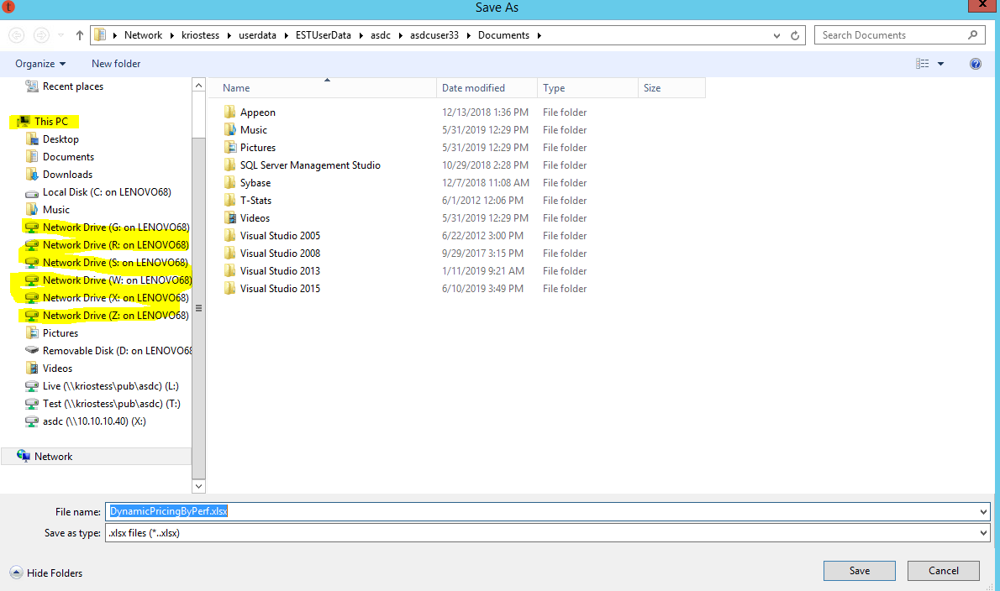 Save As
Network kriostess userdata ESTUserData asdc asdcuser33 Documents
Search Documents
Organize New folder
Recent places
This PC
Desktop
Documents
Downloads
Local Disk (C: on LENOVO68)
Music
Network Drive (G: on LENOVO68)
Network Drive (R: on LENOVO68)
Network Drive (S: on LENOVO68)
Network Drive (W: on LENOVO68)
Network Drive (X: on LENOVO68)
Network Drive (Z: on LENOVO68)
Pictures
Removable Disk (D: on LENOVO68
Videos
Live (\\kriostess\pub\asdc) (L:)
Test (\\kriostess\pub\asdc) (T:)
asdc (\\10.10.10.40) (X:)
Network
Name Date modified Type Size
Appeon 12/13/2018 1:36 PM File folder
Music 5/31/2019 12:29 PM File folder
Pictures 5/31/2019 12:29 PM File folder
SQL Server Management Studio 10/29/2018 2:28 PM File folder
Sybase 12/7/2018 11:08 AM File folder
T-Stats 6/1/2012 12:06 PM File folder
Videos 5/31/2019 12:29 PM File folder
Visual Studio 2005 6/22/2012 3:00 PM File folder
Visual Studio 2008 9/29/2017 3:15 PM File folder
Visual Studio 2013 1/11/2019 9:21 AM File folder
Visual Studio 2015 6/10/2019 3:49 PM File folder
File name: DynamicPricingByPerf.xlsx
Save as type: .xlsx files (*..xlsx)
Hide Folders
Save Cancel